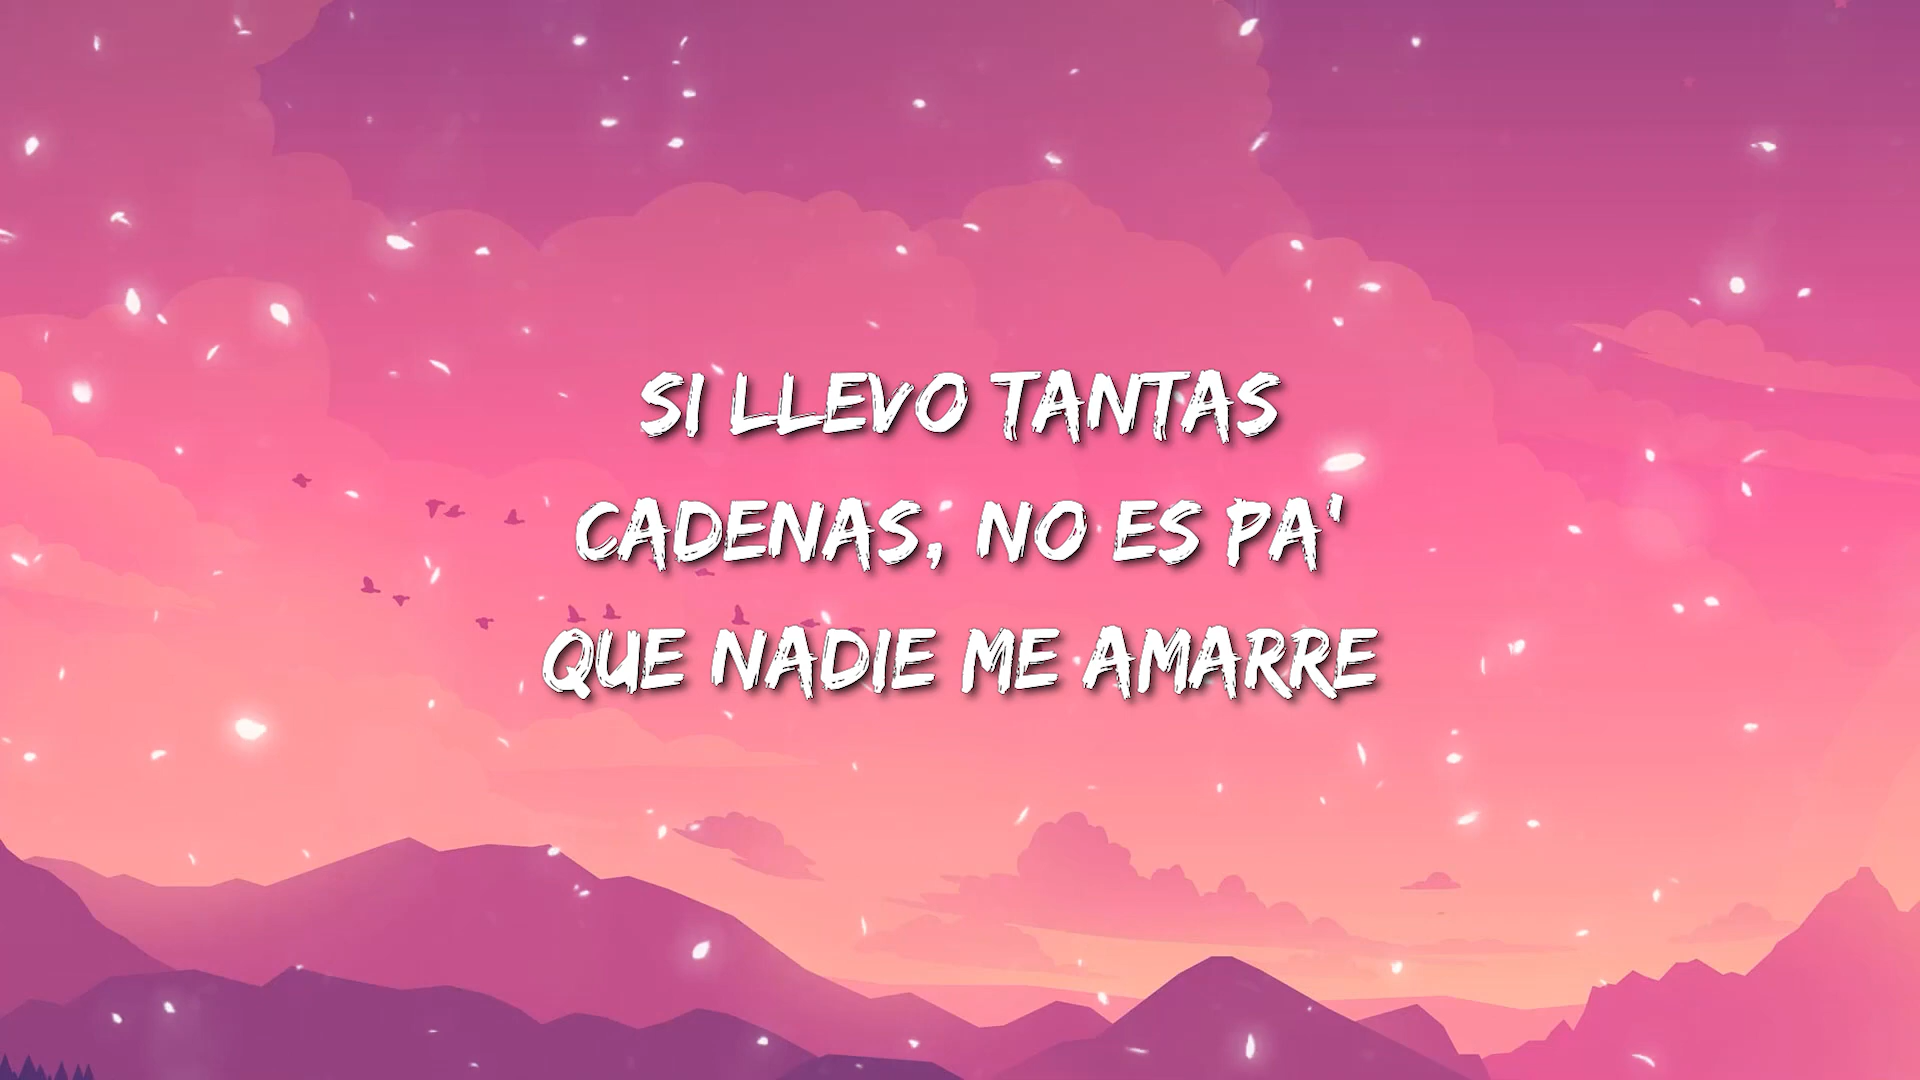 SI LLEVO TANTAS
CADENAS, NO ES PA'
QUE NADIE ME AMARRE